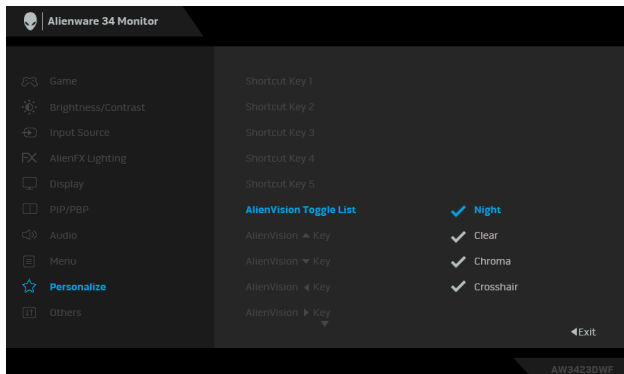 Alienware 34 Monitor
Game
Brightness/Contrast
Input Source
AlienFX Lighting
Display
PIP/PBP
Audio
Menu
Personalize
Others
Shortcut Key 1
Shortcut Key 2
Shortcut Key 3
Shortcut Key 4
Shortcut Key 5
AlienVision Toggle List
AlienVision ▲ Key
AlienVision ▼ Key
AlienVision ◀ Key
AlienVision ▶ Key
Night
Clear
Chroma
Crosshair
◀Exit
AW3423DWF